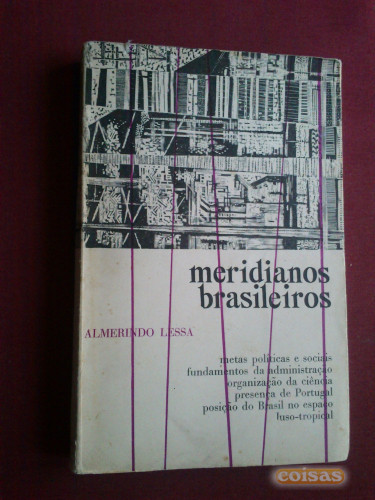 meridianos
brasileiros
ALMERINDO LESSA
metas políticas e sociais
fundamentos da administração
organização da ciência
presença de Portugal
posição do Brasil no espaço
luso-tropical
coisas